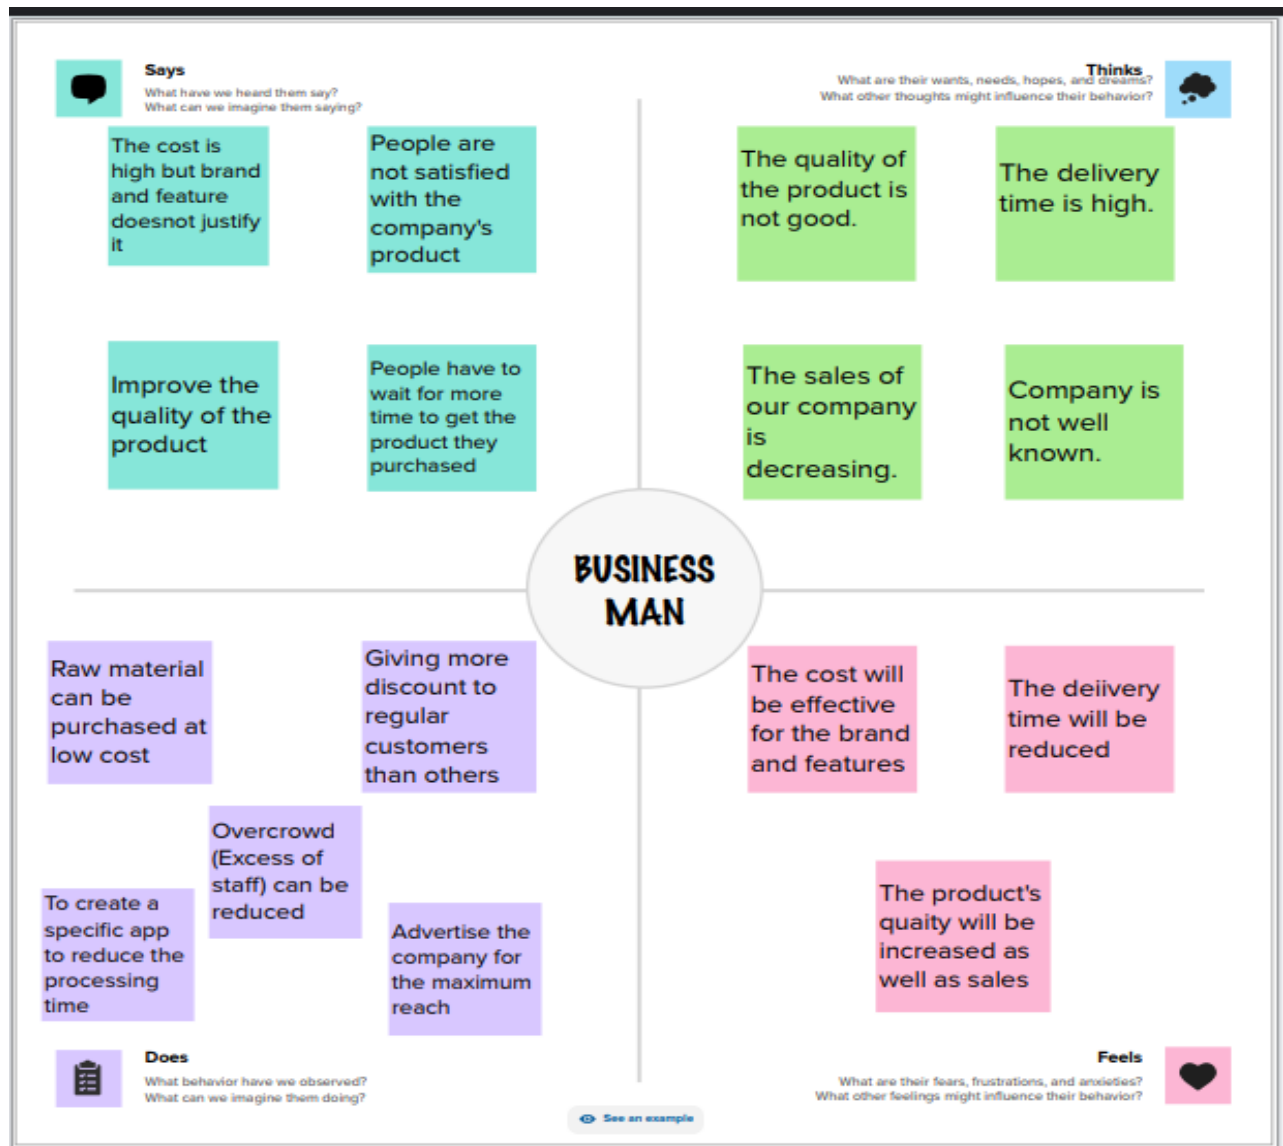 Says
What have we heard them say?
What can we imagine them saying?
The cost is
high but brand
and feature
doesnot justify
it
People are
not satisfied
with the
company's
product
Improve the
quality of the
product
People have to
wait for more
time to get the
product they
purchased
Thinks
What are their wants, needs, hopes, and dreams?
What other thoughts might influence their behavior?
The quality of
the product is
not good.
The delivery
time is high.
The sales of
our company
is
decreasing.
Company is
not well
known.
BUSINESS
MAN
Raw material
can be
purchased at
low cost
Giving more
discount to
regular
customers
than others
Overcrowd
(Excess of
staff) can be
reduced
To create a
specific app
to reduce the
processing
time
Advertise the
company for
the maximum
reach
Does
What behavior have we observed?
What can we imagine them doing?
The cost will
be effective
for the brand
and features
The deiivery
time will be
reduced
The product's
quaity will be
increased as
well as sales
Feels
What are their fears, frustrations, and anxieties?
What other feelings might influence their behavior?
See an example